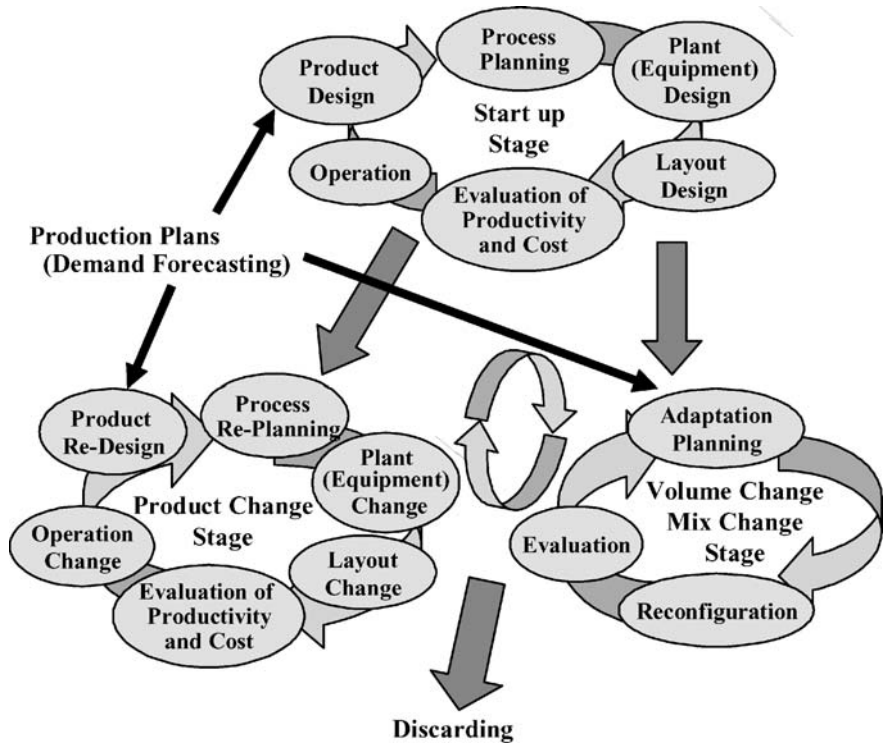 Process
Planning
Plant
(Equipment)
Design
Product
Design
Start up
Stage
Operation
Layout
Design
Evaluation of
Productivity
and Cost
Production Plans
(Demand Forecasting)
Product
Re-Design
Process
Re-Planning
Plant
(Equipment)
Change
Product Change
Stage
Operation
Change
Layout
Change
Evaluation of
Productivity
and Cost
Adaptation
Planning
Volume Change
Mix Change
Stage
Evaluation
Reconfiguration
Discarding